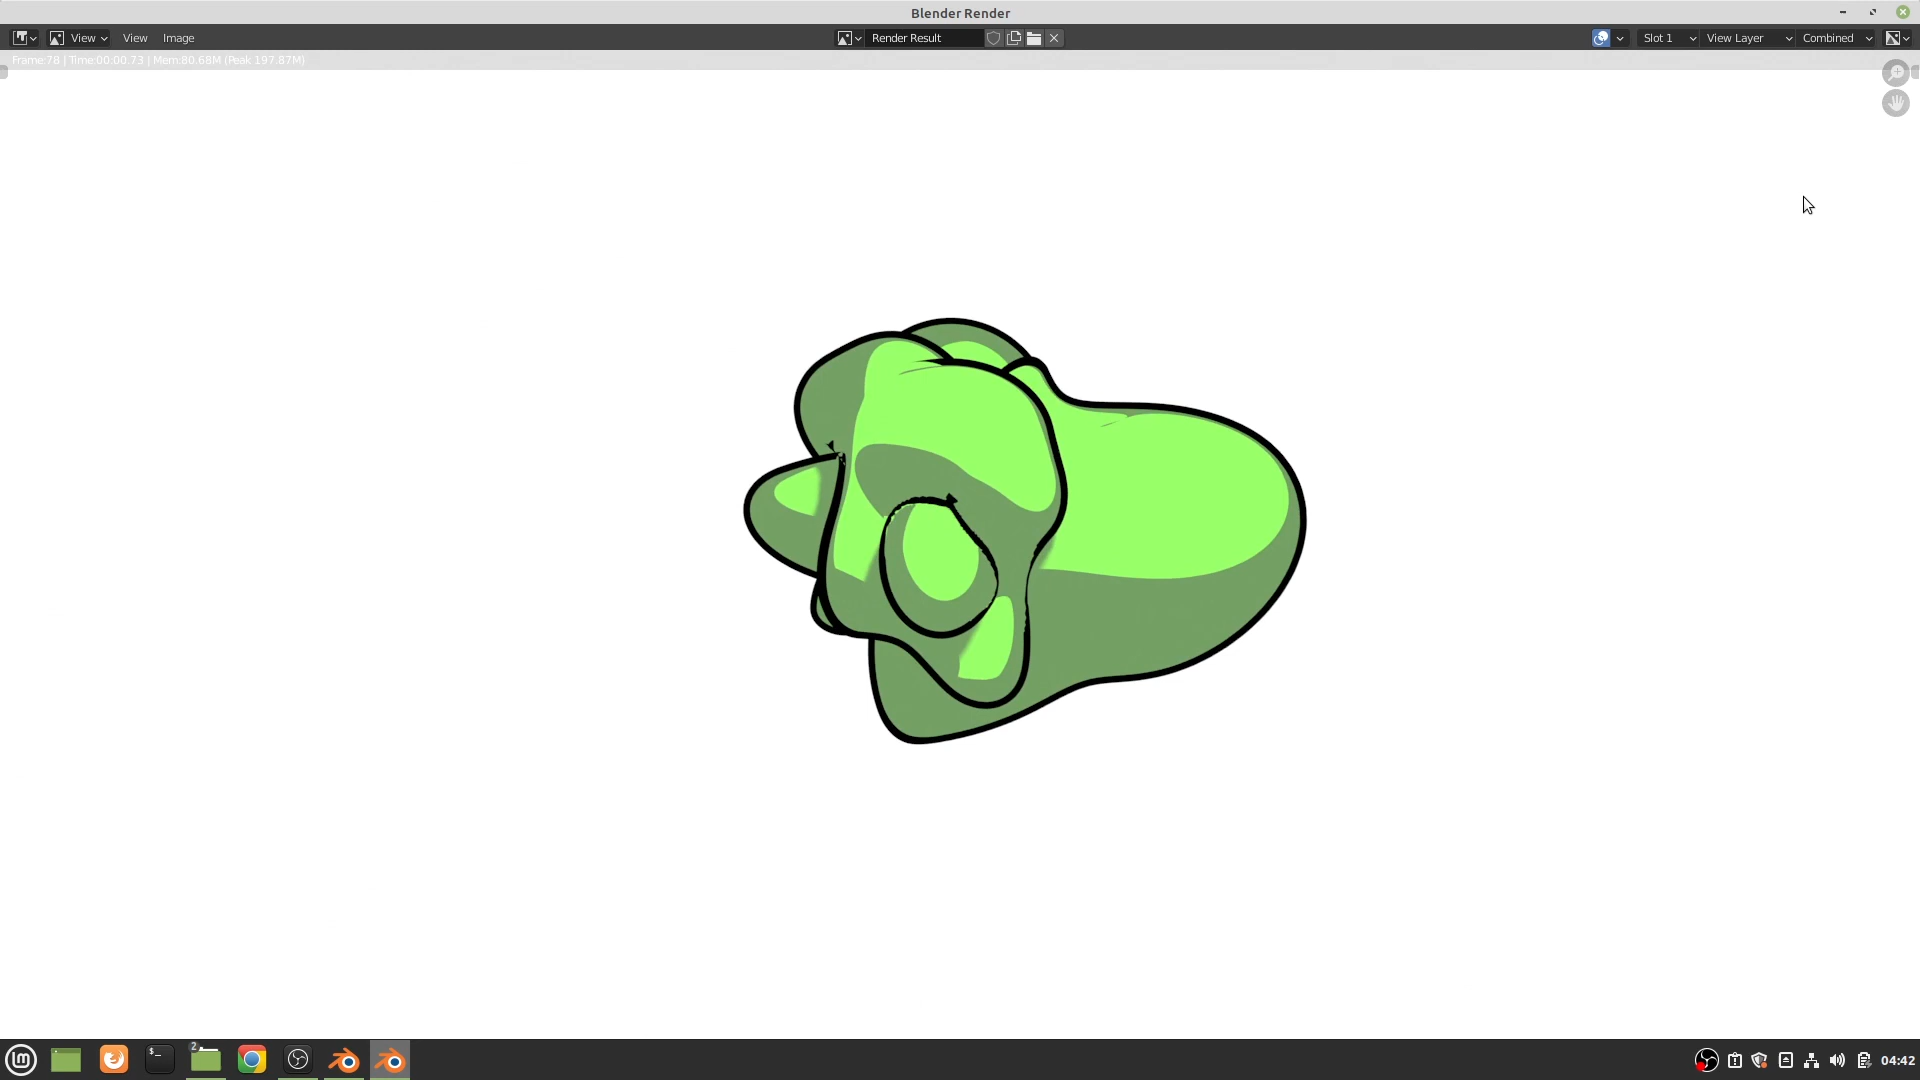 Blender Render
View View Image Render Result Slot 1 View Layer Combined
Frame:78 | Time:00:00.73 | Mem:80.68M (Peak 197.87M)
2
04:42